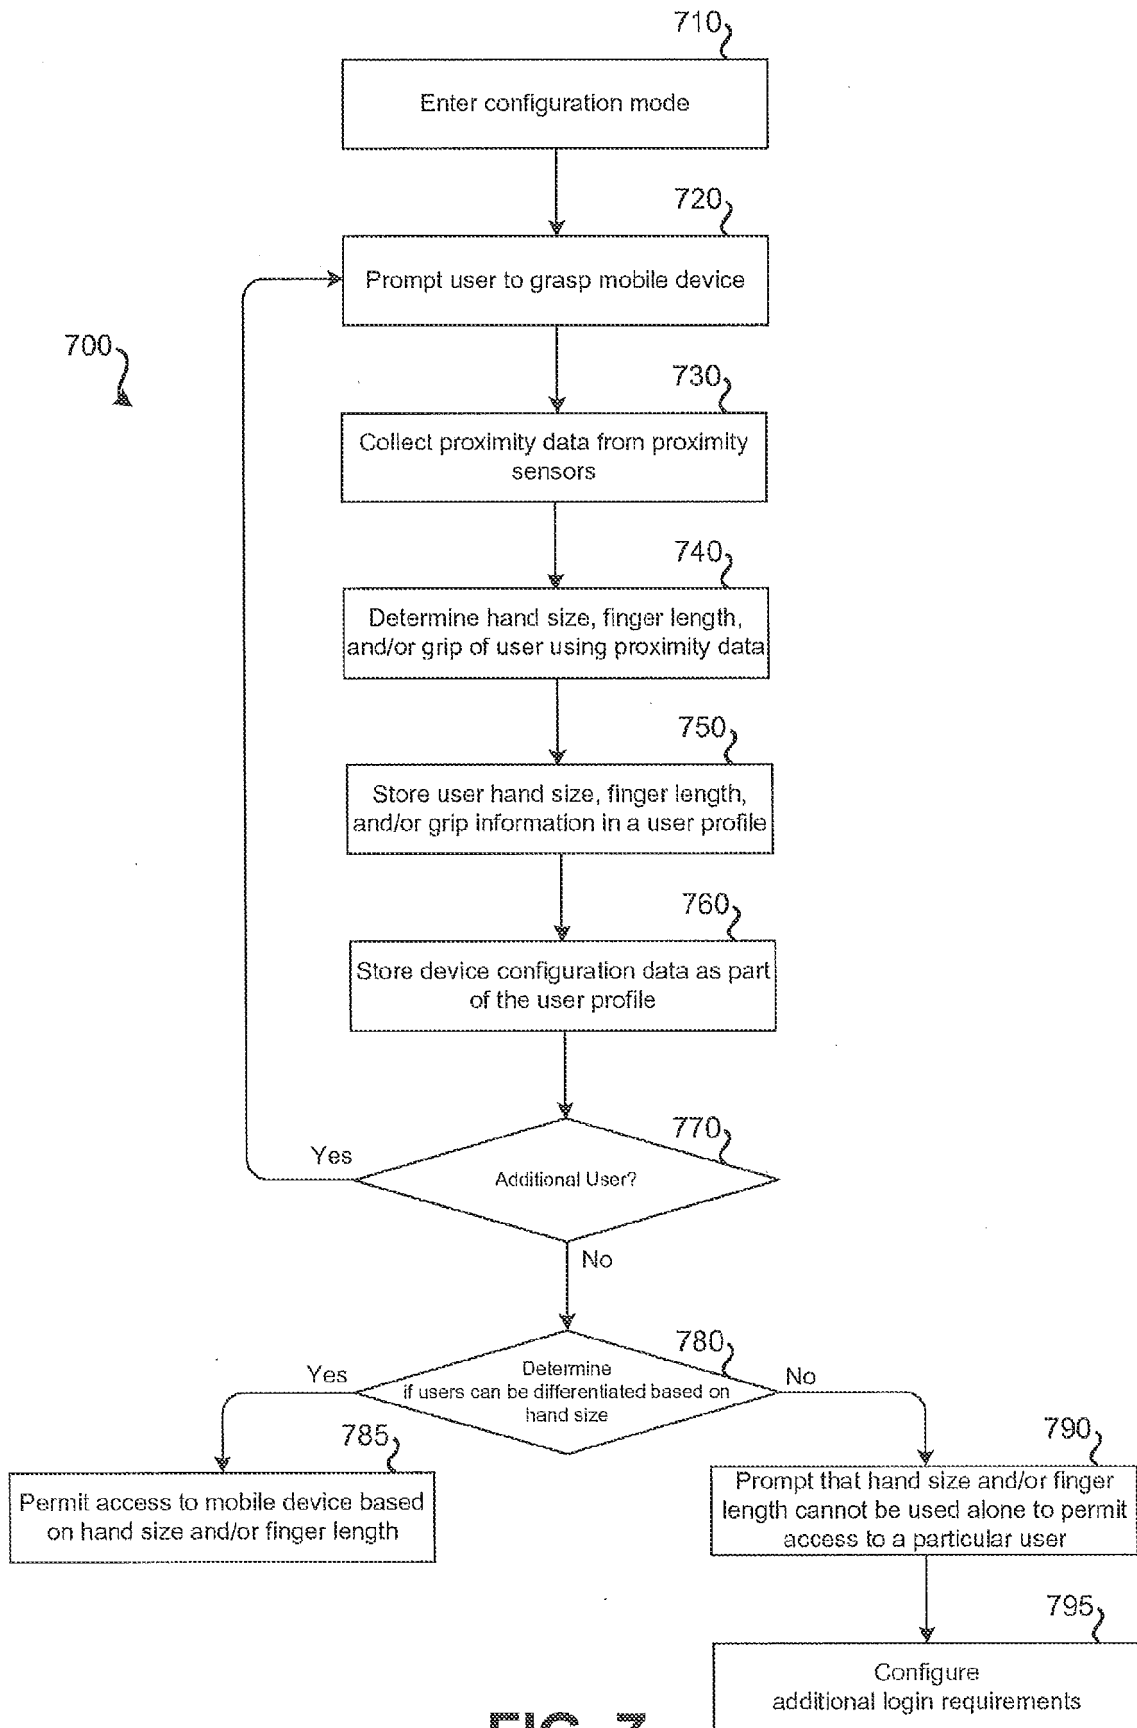 710
Enter configuration mode
720
Prompt user to grasp mobile device
700
730
Collect proximity data from proximity
sensors
740
Determine hand size, finger length,
and/or grip of user using proximity data
750
Store user hand size, finger length,
and/or grip information in a user profile
760
Store device configuration data as part
of the user profile
770
Yes
Additional User?
No
780
Yes
Determine
if users can be differentiated based on
hand size
No
785
Permit access to mobile device based
on hand size and/or finger length
790
Prompt that hand size and/or finger
length cannot be used alone to permit
access to a particular user
795
Configure
additional login requirements
FIG. 7